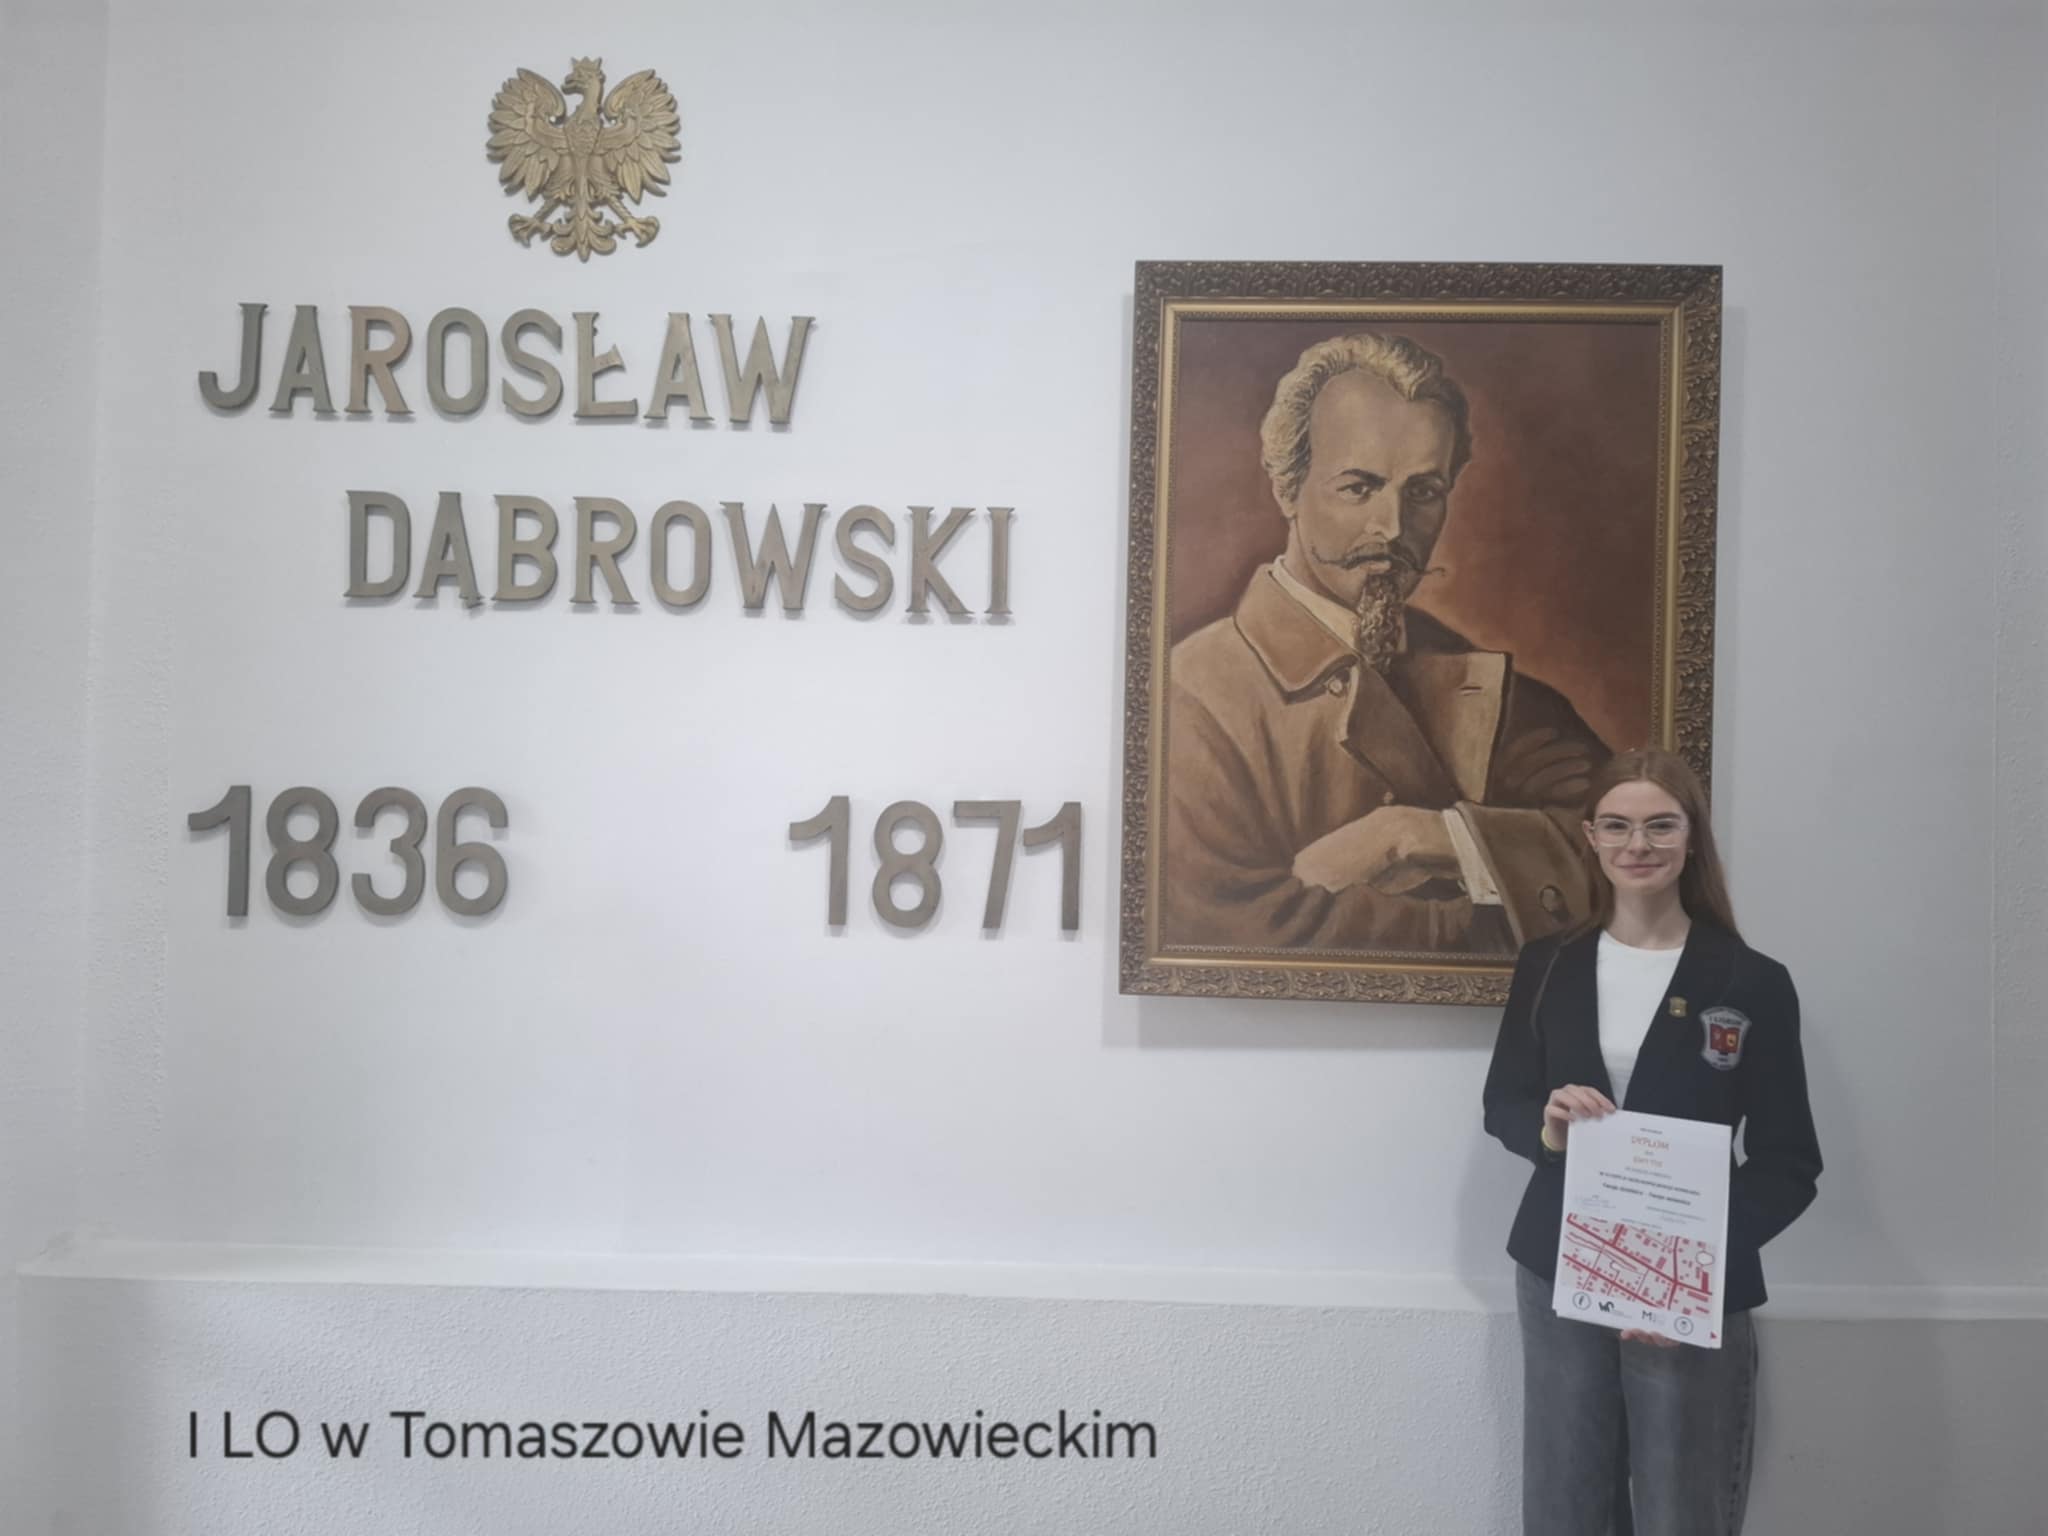 JAROSŁAW
DĄBROWSKI
1836 1871
DYPLOM
I LO w Tomaszowie Mazowieckim